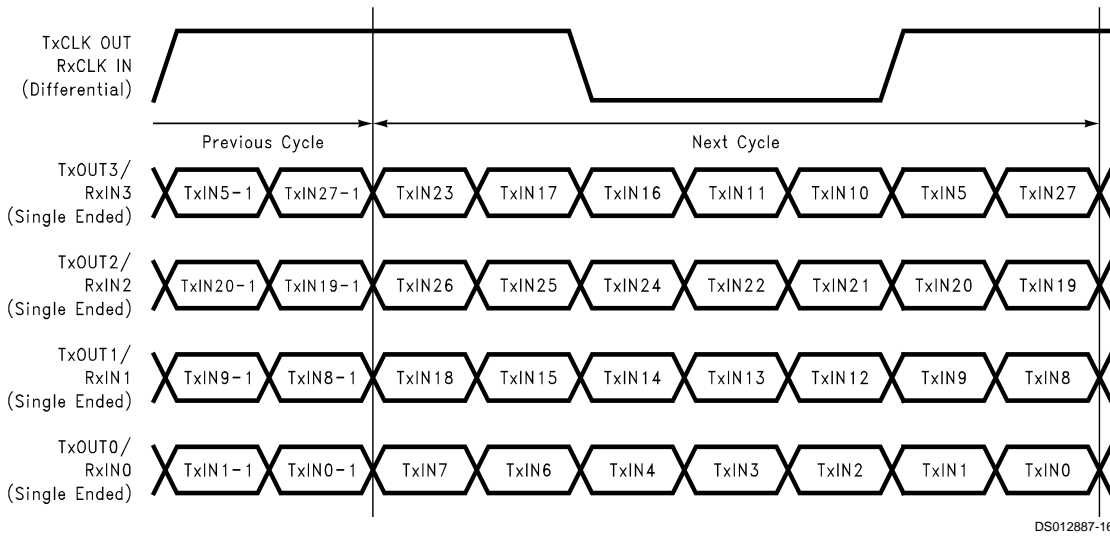 TxCLK OUT
RxCLK IN
(Differential)
Previous Cycle
Next Cycle
TxOUT3/
RxIN3
(Single Ended)
TxIN5-1 TxIN27-1 TxIN23 TxIN17 TxIN16 TxIN11 TxIN10 TxIN5 TxIN27
TxOUT2/
RxIN2
(Single Ended)
TxIN20-1 TxIN19-1 TxIN26 TxIN25 TxIN24 TxIN22 TxIN21 TxIN20 TxIN19
TxOUT1/
RxIN1
(Single Ended)
TxIN9-1 TxIN8-1 TxIN18 TxIN15 TxIN14 TxIN13 TxIN12 TxIN9 TxIN8
TxOUT0/
RxIN0
(Single Ended)
TxIN1-1 TxIN0-1 TxIN7 TxIN6 TxIN4 TxIN3 TxIN2 TxIN1 TxIN0
DS012887-16